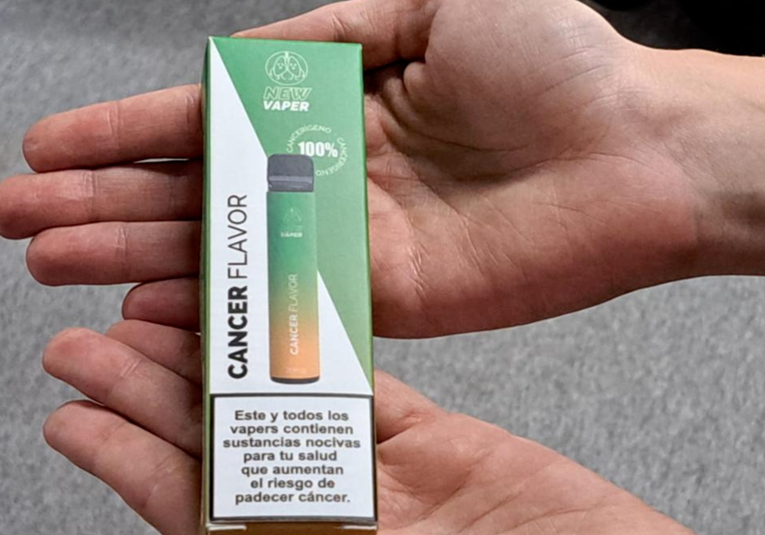 NEW
VAPER
CANCERÍGENO CANCERÍGENO
100%
CANCER FLAVOR
VAPER
CANCER FLAVOR
Este y todos los
vapers contienen
sustancias nocivas
para tu salud
que aumentan
el riesgo de
padecer cáncer.